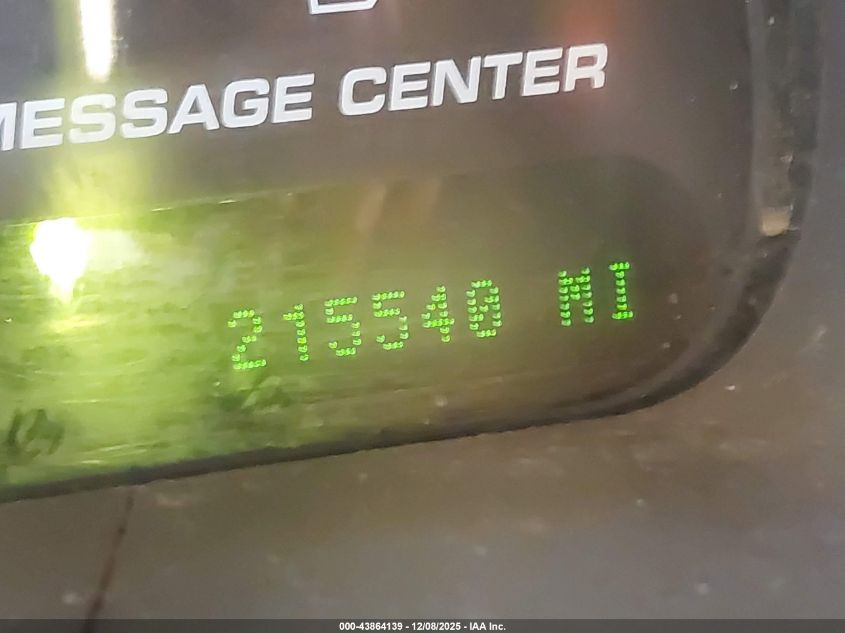 MESSAGE CENTER
215540 MI
000-43864139 - 12/08/2025 - IAA Inc.